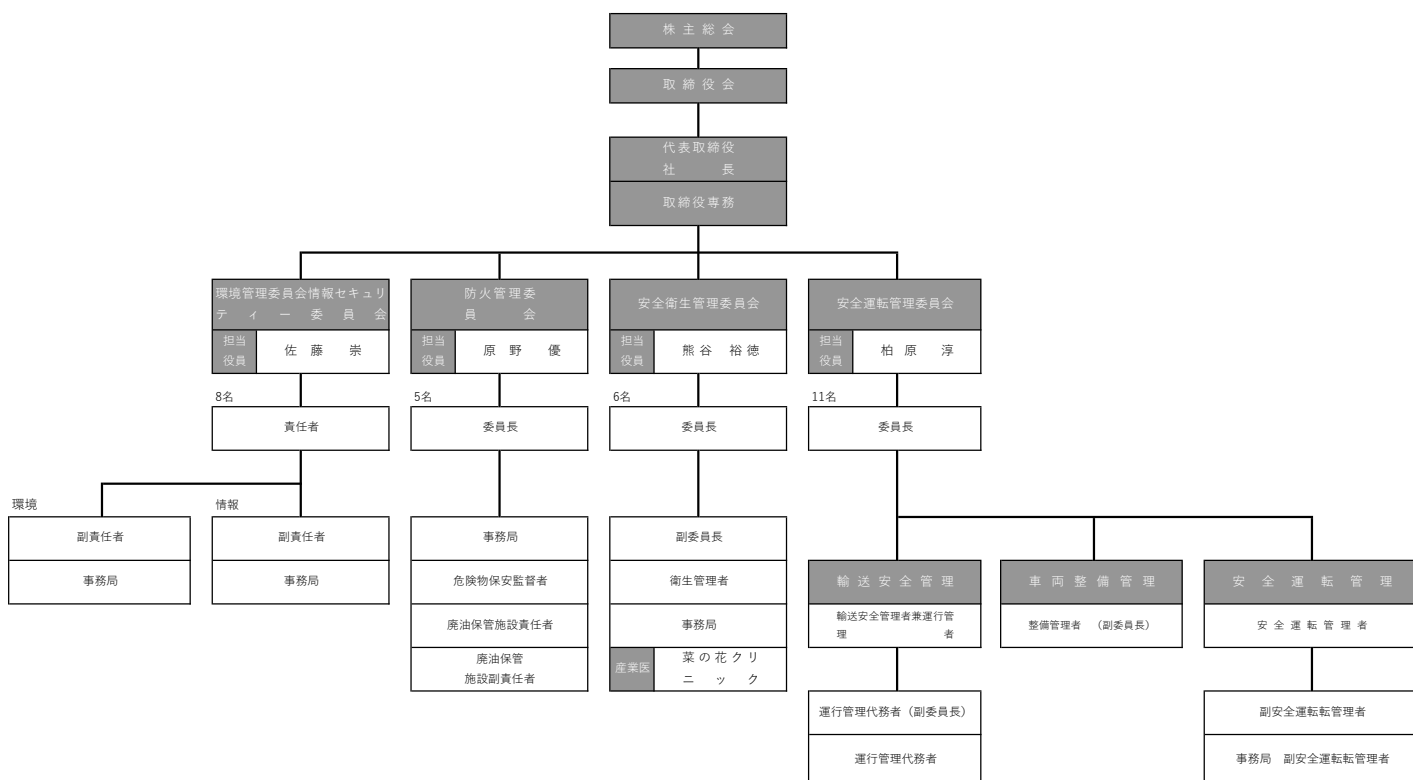 株主総会
取締役会
代表取締役
社長
取締役専務
環境管理委員会情報セキュリ
ティー委員会
担当
役員
佐藤 崇
防火管理委
員会
担当
役員
原野 優
安全衛生管理委員会
担当
役員
熊谷 裕徳
安全運転管理委員会
担当
役員
柏原 淳
8名
責任者
5名
委員長
6名
委員長
11名
委員長
環境
副責任者
事務局
情報
副責任者
事務局
事務局
危険物保安監督者
廃油保管施設責任者
廃油保管
施設副責任者
副委員長
衛生管理者
事務局
産業医
菜の花クリ
ニック
輸送安全管理
輸送安全管理者兼運行管
理者
運行管理代務者（副委員長）
運行管理代務者
車両整備管理
整備管理者 （副委員長）
安全運転管理
安全運転管理者
副安全運転転管理者
事務局 副安全運転転管理者